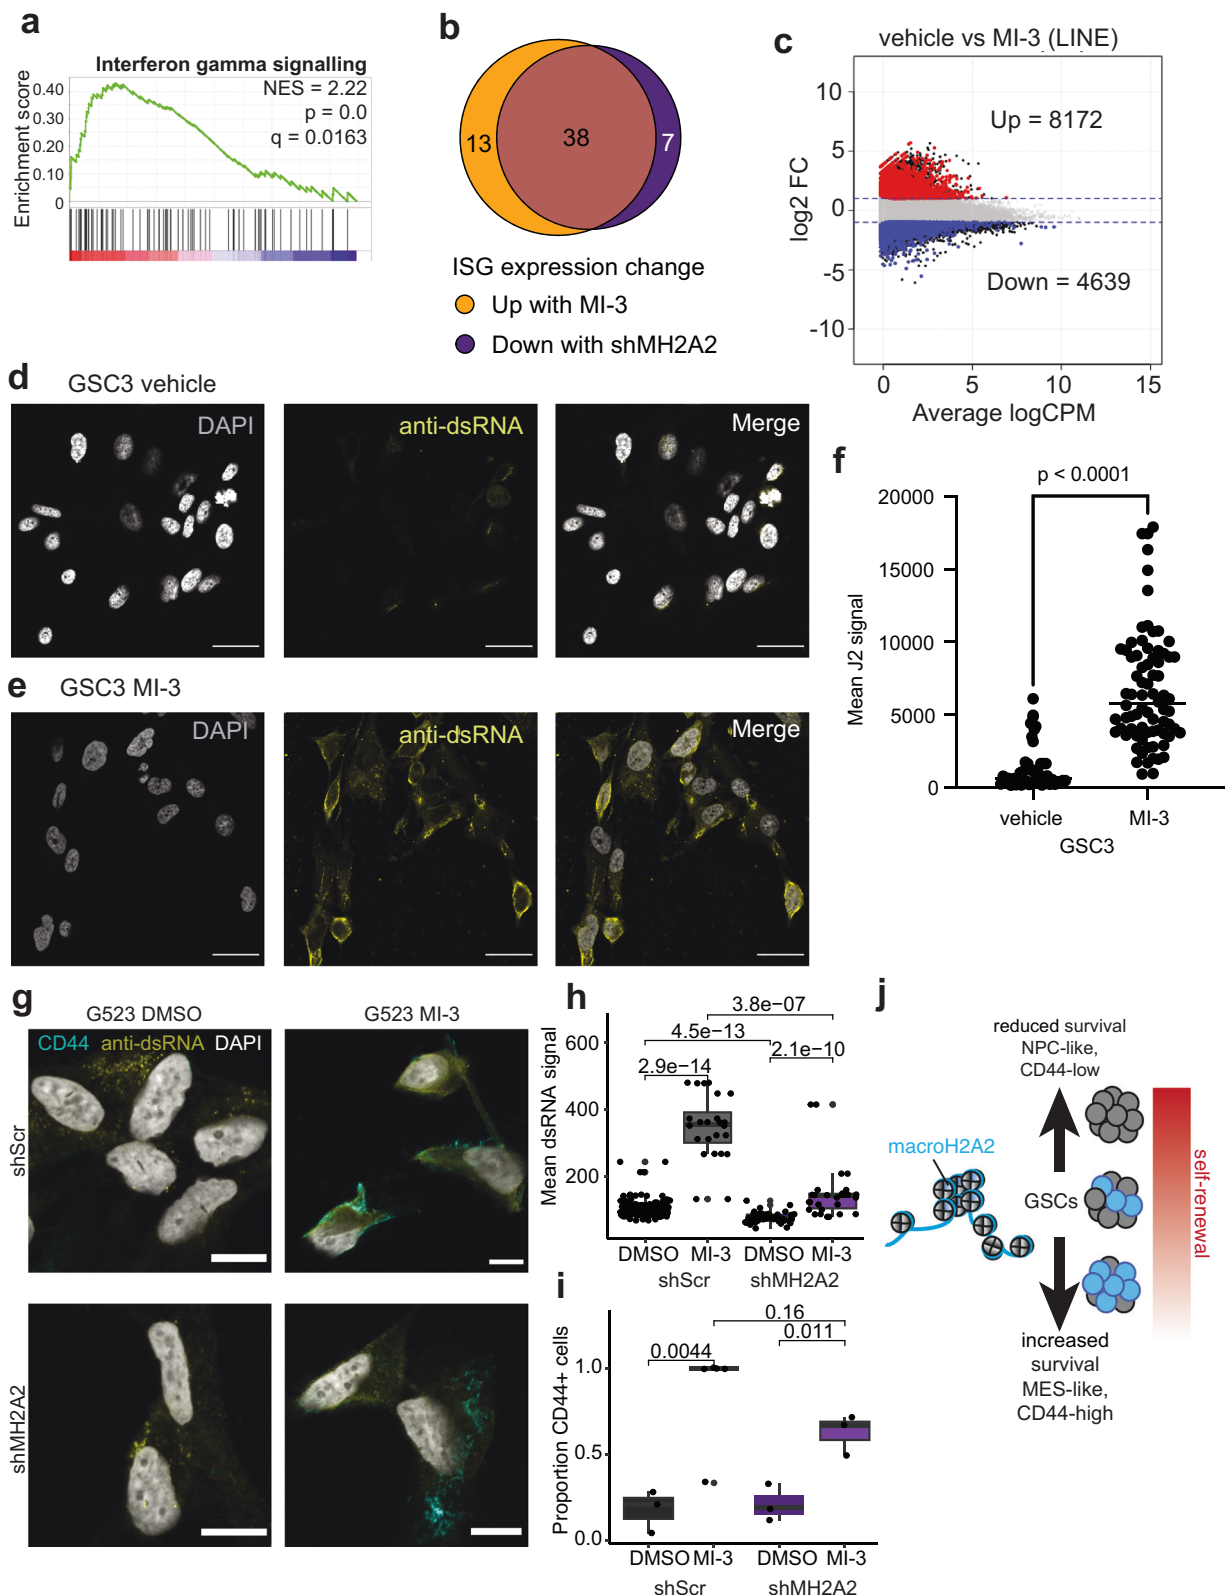 a
Interferon gamma signalling
NES = 2.22
p = 0.0
q = 0.0163
Enrichment score
0.40
0.30
0.20
0.10
0
b
13
38
7
ISG expression change
Up with MI-3
Down with shMH2A2
c
vehicle vs MI-3 (LINE)
Up = 8172
Down = 4639
log2 FC
10
5
0
-5
-10
0 5 10 15
Average logCPM
d
GSC3 vehicle
DAPI
anti-dsRNA
Merge
e
GSC3 MI-3
DAPI
anti-dsRNA
Merge
f
p < 0.0001
Mean J2 signal
20000
15000
10000
5000
0
vehicle MI-3
GSC3
g
G523 DMSO
G523 MI-3
CD44 anti-dsRNA DAPI
shScr
shMH2A2
h
Mean dsRNA signal
600
400
200
3.8e−07
4.5e−13
2.1e−10
2.9e−14
DMSO MI-3 DMSO MI-3
shScr shMH2A2
i
Proportion CD44+ cells
1.0
0.5
0.0
0.16
0.011
0.0044
DMSO MI-3 DMSO MI-3
shScr shMH2A2
j
reduced survival
NPC-like,
CD44-low
macroH2A2
GSCs
self-renewal
increased
survival
MES-like,
CD44-high